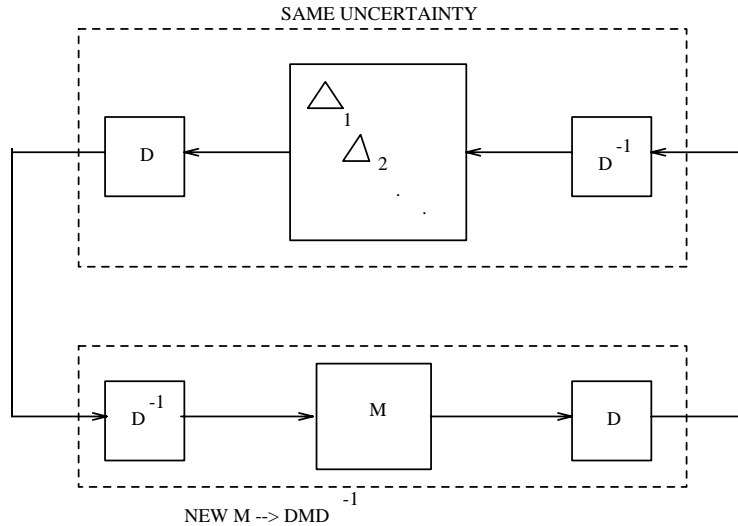 SAME UNCERTAINTY
△₁
△₂
. .
D
D⁻¹
D⁻¹
M
D
NEW M --> DMD⁻¹